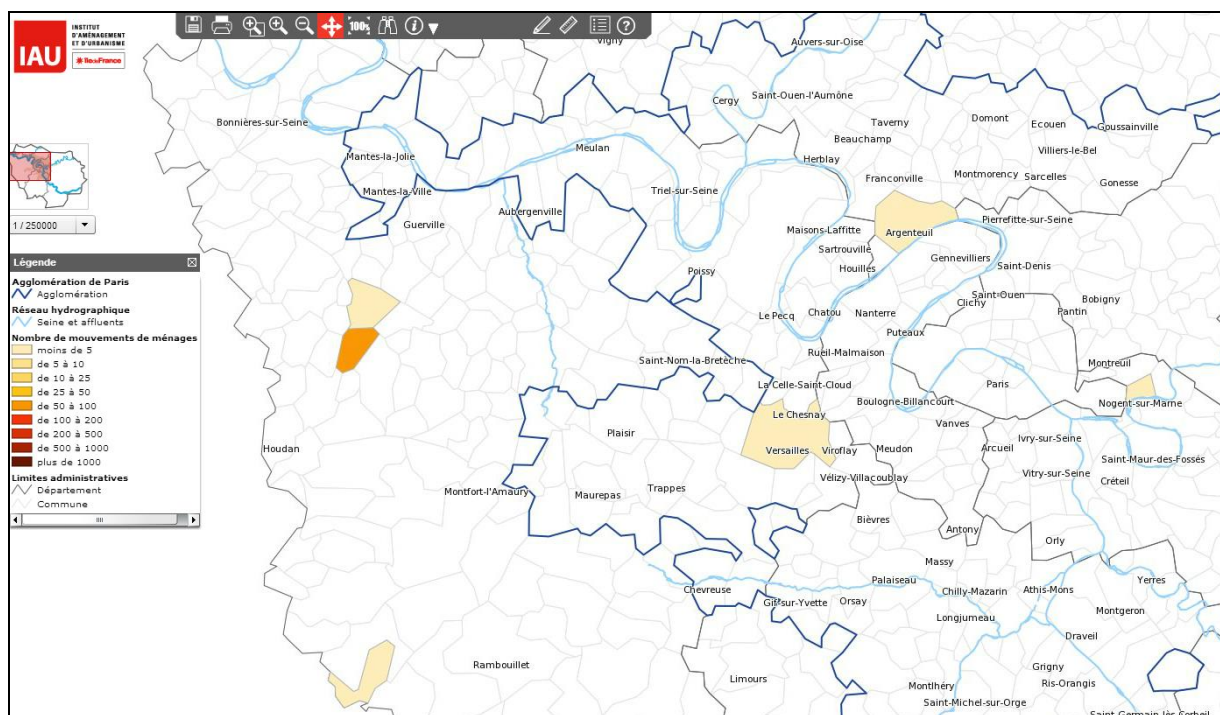 IAU
INSTITUT
D'AMÉNAGEMENT
ET D'URBANISME
îledeFrance
100%
1 / 250000
Légende
Agglomération de Paris
Agglomération
Réseau hydrographique
Seine et affluents
Nombre de mouvements de ménages
moins de 5
de 5 à 10
de 10 à 25
de 25 à 50
de 50 à 100
de 100 à 200
de 200 à 500
de 500 à 1000
plus de 1000
Limites administratives
Département
Commune
Vigny
Auvers-sur-Oise
Cergy
Saint-Ouen-l'Aumône
Bonnières-sur-Seine
Taverny
Domont
Ecouen
Goussainville
Beauchamp
Villiers-le-Bel
Meulan
Mantes-la-Jolie
Herblay
Franconville
Montmorency
Sarcelles
Gonesse
Mantes-la-Ville
Triel-sur-Seine
Aubergenville
Guerville
Maisons-Laffitte
Argenteuil
Pierrefitte-sur-Seine
Sartrouville
Houilles
Gennevilliers
Saint-Denis
Poissy
Saint-Ouen
Clichy
Bobigny
Pantin
Le Pecq
Chatou
Nanterre
Puteaux
Saint-Nom-la-Bretèche
Rueil-Malmaison
Montreuil
La Celle-Saint-Cloud
Paris
Boulogne-Billancourt
Nogent-sur-Marne
Le Chesnay
Vanves
Plaisir
Houdan
Versailles
Viroflay
Meudon
Arcueil
Ivry-sur-Seine
Saint-Maur-des-Fossés
Vitry-sur-Seine
Créteil
Vélizy-Villacoublay
Montfort-l'Amaury
Maurepas
Trappes
Bièvres
Antony
Orly
Massy
Palaiseau
Chilly-Mazarin
Athis-Mons
Yerres
Chevreuse
Gif-sur-Yvette
Orsay
Longjumeau
Montgeron
Draveil
Rambouillet
Limours
Grigny
Ris-Orangis
Montlhéry
Saint-Michel-sur-Orge
Saint-Germain-lès-Corbeil